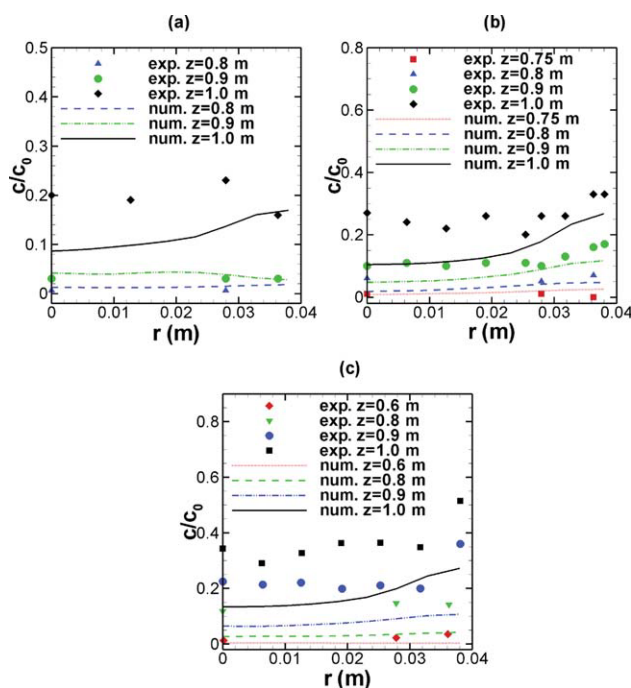 (a)
0.5
0.4
0.3
0.2
0.1
0
c/c0
exp. z=0.8 m
exp. z=0.9 m
exp. z=1.0 m
num. z=0.8 m
num. z=0.9 m
num. z=1.0 m
0 0.01 0.02 0.03 0.04
r (m)
(b)
0.8
0.6
0.4
0.2
0
c/c0
exp. z=0.75 m
exp. z=0.8 m
exp. z=0.9 m
exp. z=1.0 m
num. z=0.75 m
num. z=0.8 m
num. z=0.9 m
num. z=1.0 m
0 0.01 0.02 0.03 0.04
r (m)
(c)
0.8
0.6
0.4
0.2
0
c/c0
exp. z=0.6 m
exp. z=0.8 m
exp. z=0.9 m
exp. z=1.0 m
num. z=0.6 m
num. z=0.8 m
num. z=0.9 m
num. z=1.0 m
0 0.01 0.02 0.03 0.04
r (m)